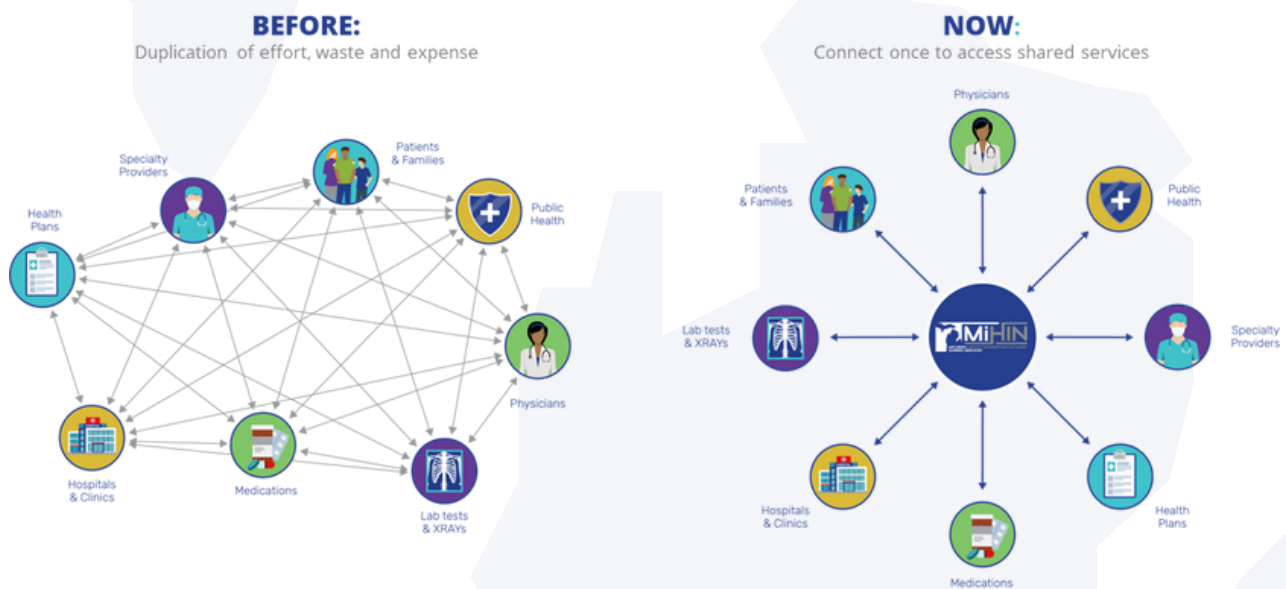 BEFORE:
Duplication of effort, waste and expense
Patients
& Families
Specialty
Providers
Public
Health
Health
Plans
Physicians
Hospitals
& Clinics
Medications
Lab tests
& XRAYs
NOW:
Connect once to access shared services
Physicians
Patients
& Families
Public
Health
Lab tests
& XRAYs
MiHIN
Specialty
Providers
Hospitals
& Clinics
Health
Plans
Medications